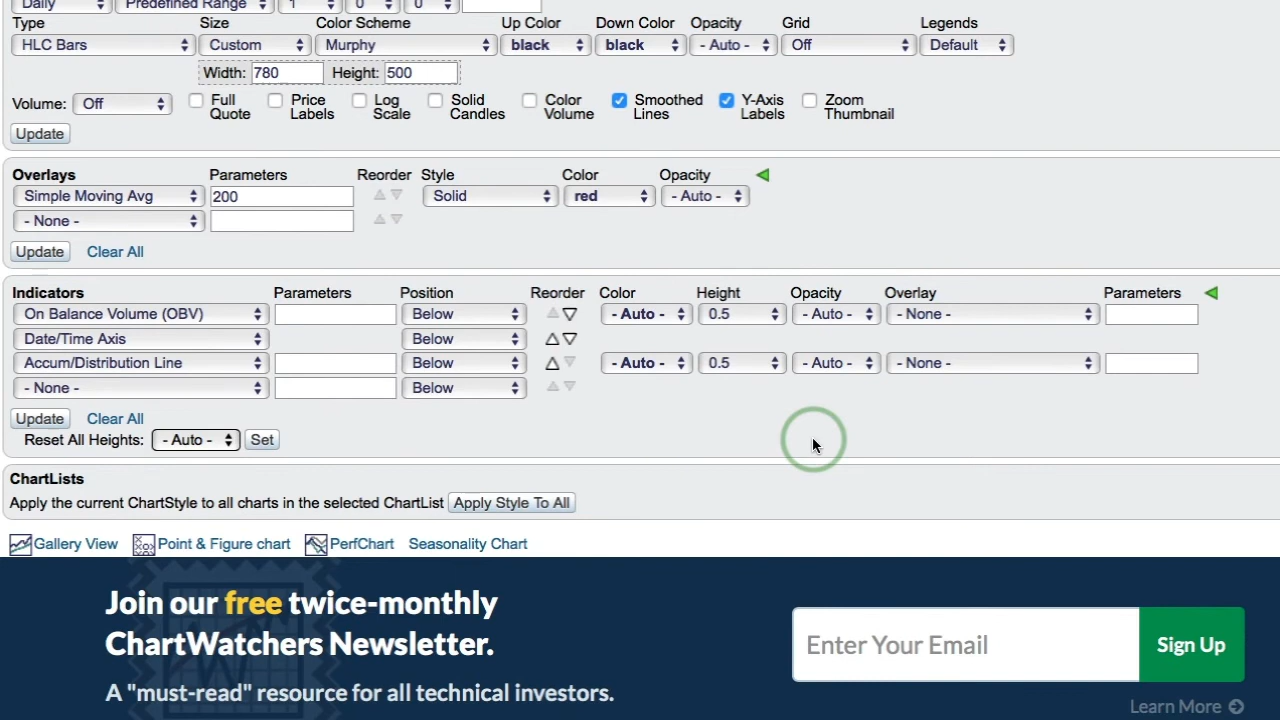 Daily Predefined Range 1 0 0
Type Size Color Scheme Up Color Down Color Opacity Grid Legends
HLC Bars Custom Murphy black black - Auto - Off Default
Width: 780 Height: 500
Volume: Off Full Quote Price Labels Log Scale Solid Candles Color Volume Smoothed Lines Y-Axis Labels Zoom Thumbnail
Update
Overlays Parameters Reorder Style Color Opacity
Simple Moving Avg 200 Solid red - Auto -
- None -
Update Clear All
Indicators Parameters Position Reorder Color Height Opacity Overlay Parameters
On Balance Volume (OBV) Below - Auto - 0.5 - Auto - - None -
Date/Time Axis Below
Accum/Distribution Line Below - Auto - 0.5 - Auto - - None -
- None - Below
Update Clear All
Reset All Heights: - Auto - Set
ChartLists
Apply the current ChartStyle to all charts in the selected ChartList Apply Style To All
Gallery View Point & Figure chart PerfChart Seasonality Chart
Join our free twice-monthly
ChartWatchers Newsletter.
A "must-read" resource for all technical investors.
Enter Your Email Sign Up
Learn More